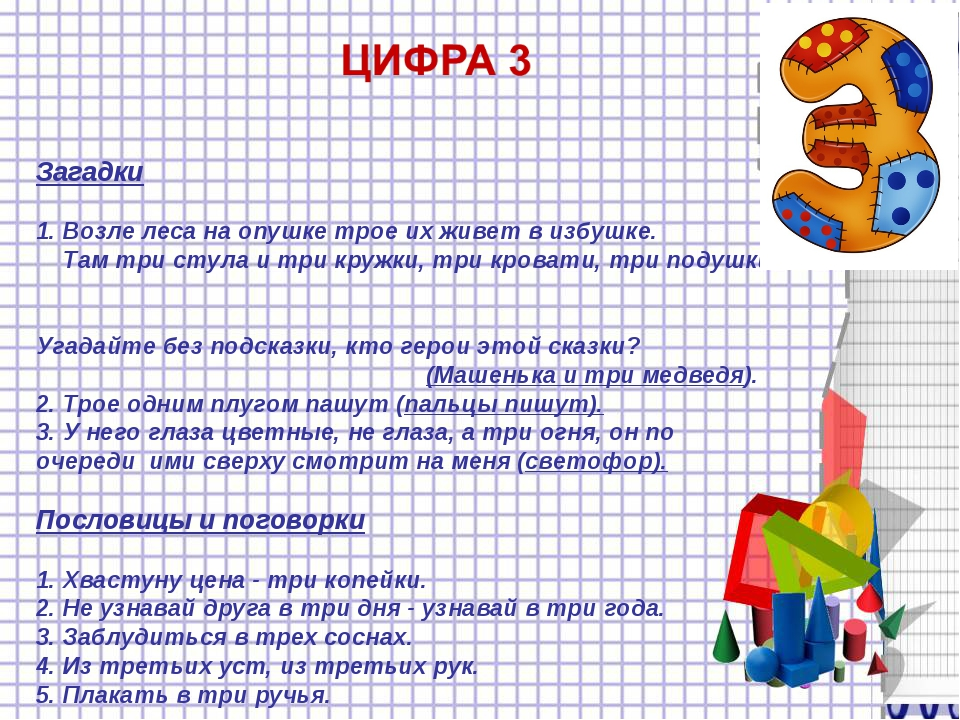 ЦИФРА 3
Загадки
1. Возле леса на опушке трое их живет в избушке.
Там три стула и три кружки, три кровати, три подушк
Угадайте без подсказки, кто герои этой сказки?
(Машенька и три медведя).
2. Трое одним плугом пашут (пальцы пишут).
3. У него глаза цветные, не глаза, а три огня, он по
очереди ими сверху смотрит на меня (светофор).
Пословицы и поговорки
1. Хвастуну цена - три копейки.
2. Не узнавай друга в три дня - узнавай в три года.
3. Заблудиться в трех соснах.
4. Из третьих уст, из третьих рук.
5. Плакать в три ручья.
3